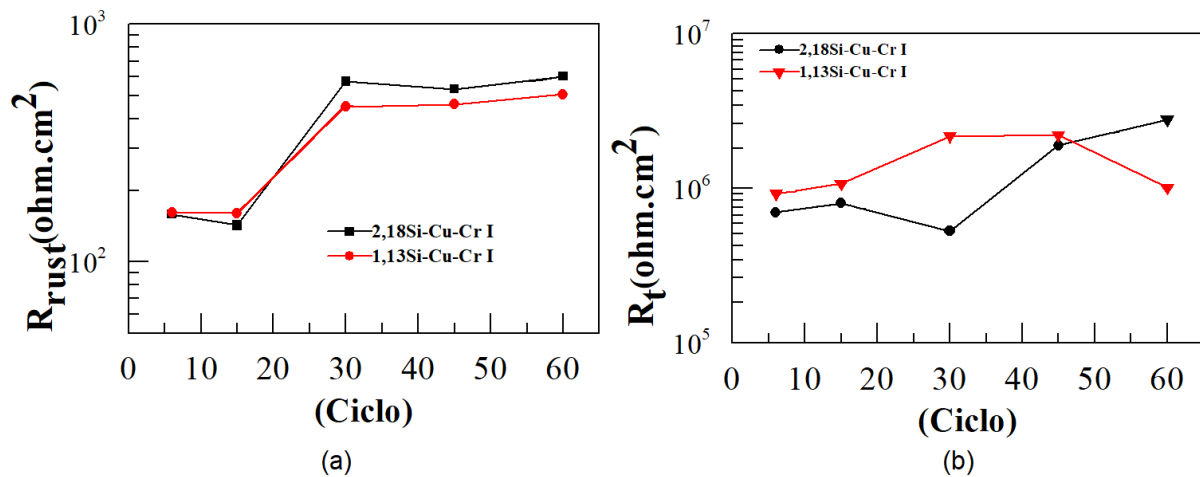 10³
10²
R_rust(ohm.cm²)
2,18Si-Cu-Cr I
1,13Si-Cu-Cr I
0 10 20 30 40 50 60
(Ciclo)
(a)
10⁷
10⁶
10⁵
R_t(ohm.cm²)
2,18Si-Cu-Cr I
1,13Si-Cu-Cr I
0 10 20 30 40 50 60
(Ciclo)
(b)